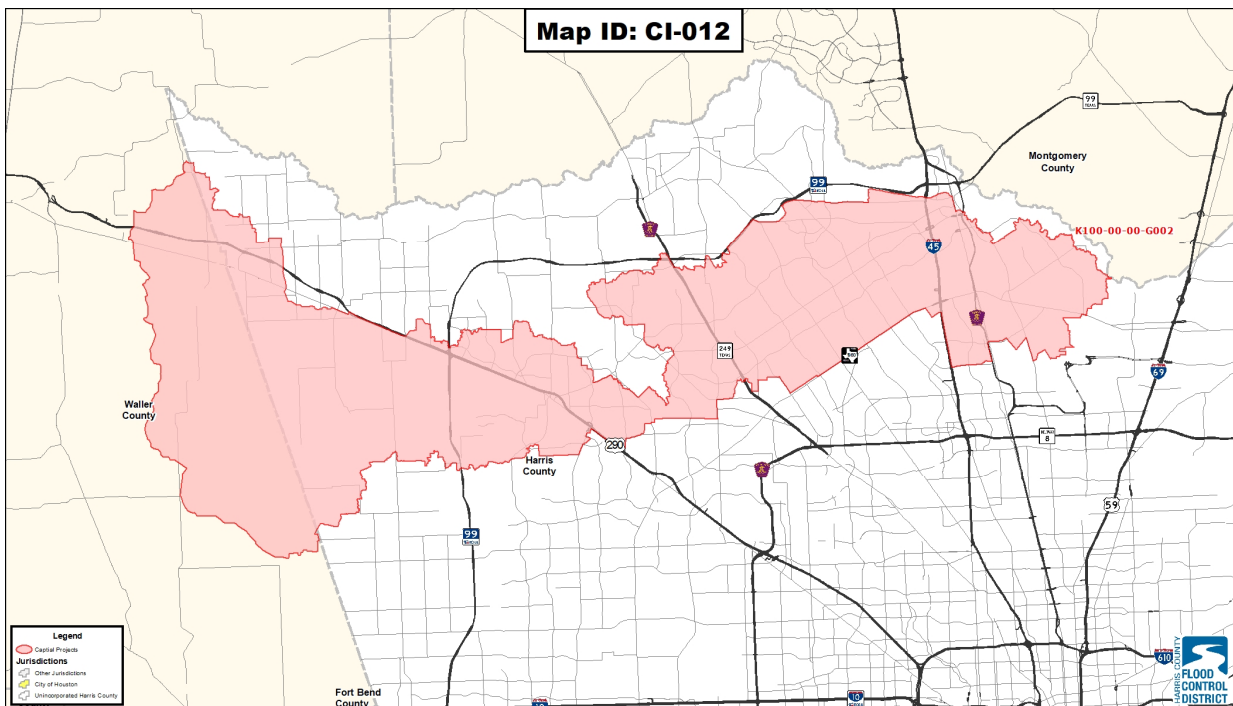 Map ID: CI-012
99
Montgomery
County
99
K100-00-00-G002
45
249
Waller
County
69
290
8
Harris
County
59
99
Legend
Captial Projects
Jurisdictions
Other Jurisdictions
City of Houston
Unincorporated Harris County
Fort Bend
County
10
610
HARRIS COUNTY
FLOOD
CONTROL
DISTRICT